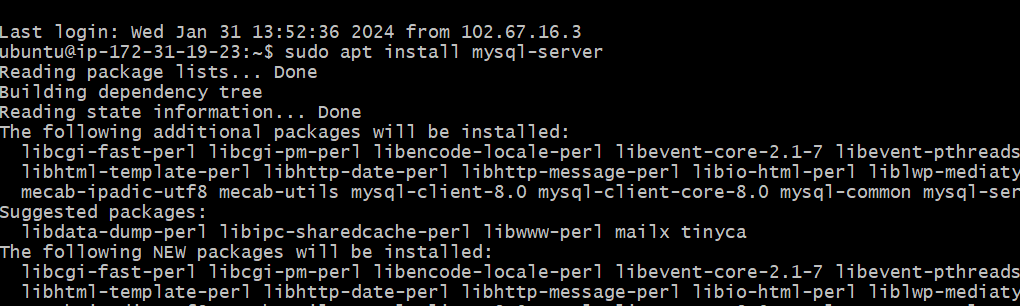 Last login: Wed Jan 31 13:52:36 2024 from 102.67.16.3
ubuntu@ip-172-31-19-23:~$ sudo apt install mysql-server
Reading package lists... Done
Building dependency tree
Reading state information... Done
The following additional packages will be installed:
  libcgi-fast-perl libcgi-pm-perl libencode-locale-perl libevent-core-2.1-7 libevent-pthreads
  libhtml-template-perl libhttp-date-perl libhttp-message-perl libio-html-perl liblwp-mediaty
  mecab-ipadic-utf8 mecab-utils mysql-client-8.0 mysql-client-core-8.0 mysql-common mysql-ser
Suggested packages:
  libdata-dump-perl libipc-sharedcache-perl libwww-perl mailx tinyca
The following NEW packages will be installed:
  libcgi-fast-perl libcgi-pm-perl libencode-locale-perl libevent-core-2.1-7 libevent-pthreads
  libhtml-template-perl libhttp-date-perl libhttp-message-perl libio-html-perl liblwp-mediaty